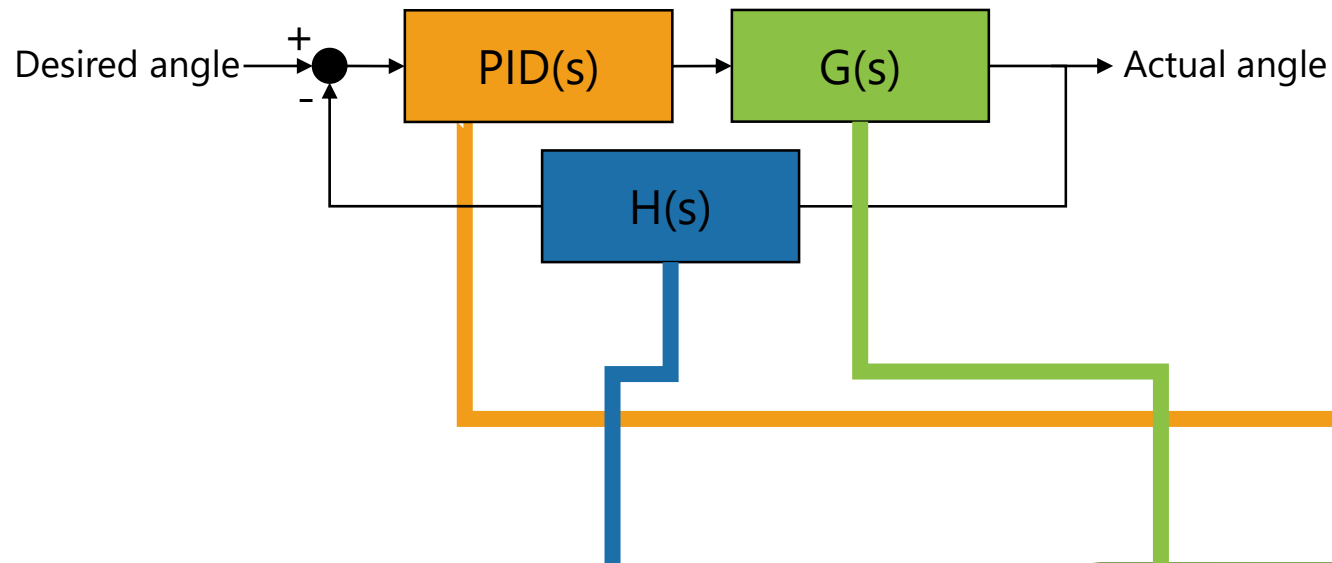 +
Desired angle
-
PID(s)
G(s)
Actual angle
H(s)